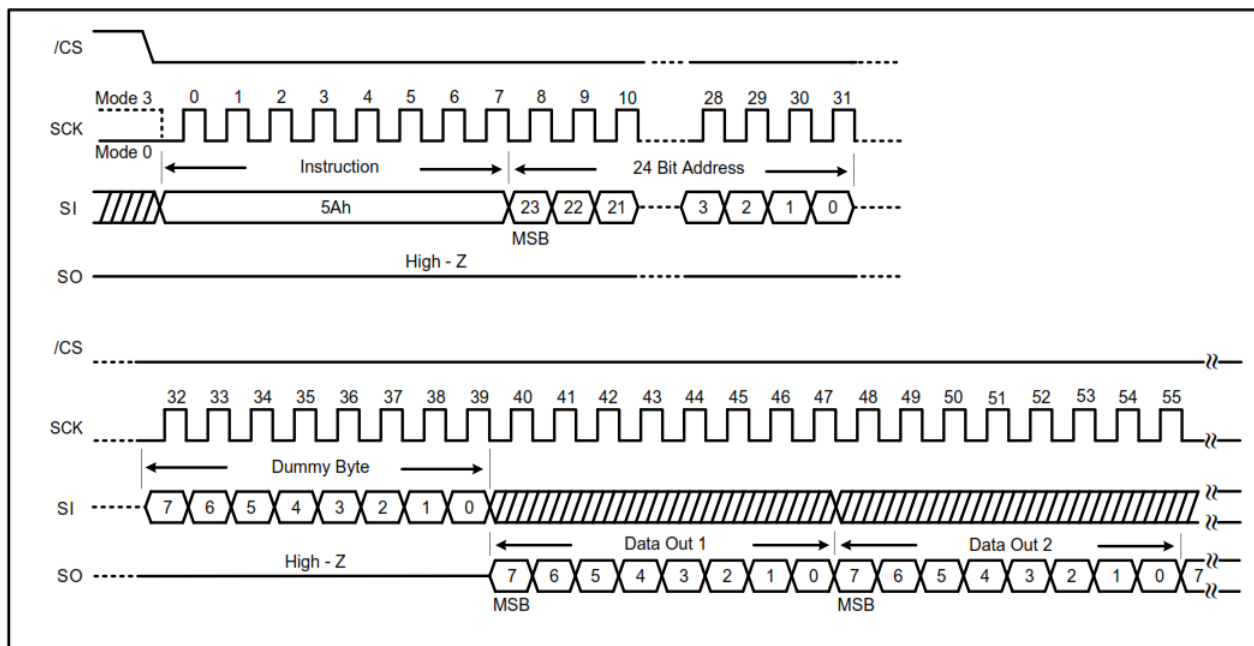 /CS
Mode 3 0 1 2 3 4 5 6 7 8 9 10 28 29 30 31
SCK
Mode 0
Instruction 24 Bit Address
SI 5Ah 23 22 21 3 2 1 0
MSB
High - Z
SO
/CS
32 33 34 35 36 37 38 39 40 41 42 43 44 45 46 47 48 49 50 51 52 53 54 55
SCK
Dummy Byte
SI 7 6 5 4 3 2 1 0
High - Z Data Out 1 Data Out 2
SO 7 6 5 4 3 2 1 0 7 6 5 4 3 2 1 0 7
MSB MSB